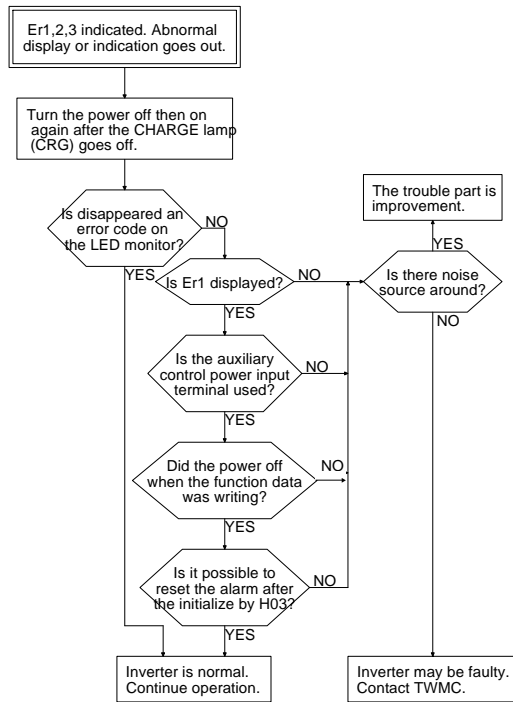 Er1,2,3 indicated. Abnormal
display or indication goes out.
Turn the power off then on
again after the CHARGE lamp
(CRG) goes off.
Is disappeared an
error code on
the LED monitor?
NO
YES
Is Er1 displayed?
NO
YES
Is the auxiliary
control power input
terminal used?
NO
YES
Did the power off
when the function data
was writing?
NO
YES
Is it possible to
reset the alarm after
the initialize by H03?
NO
YES
Inverter is normal.
Continue operation.
The trouble part is
improvement.
YES
Is there noise
source around?
NO
Inverter may be faulty.
Contact TWMC.